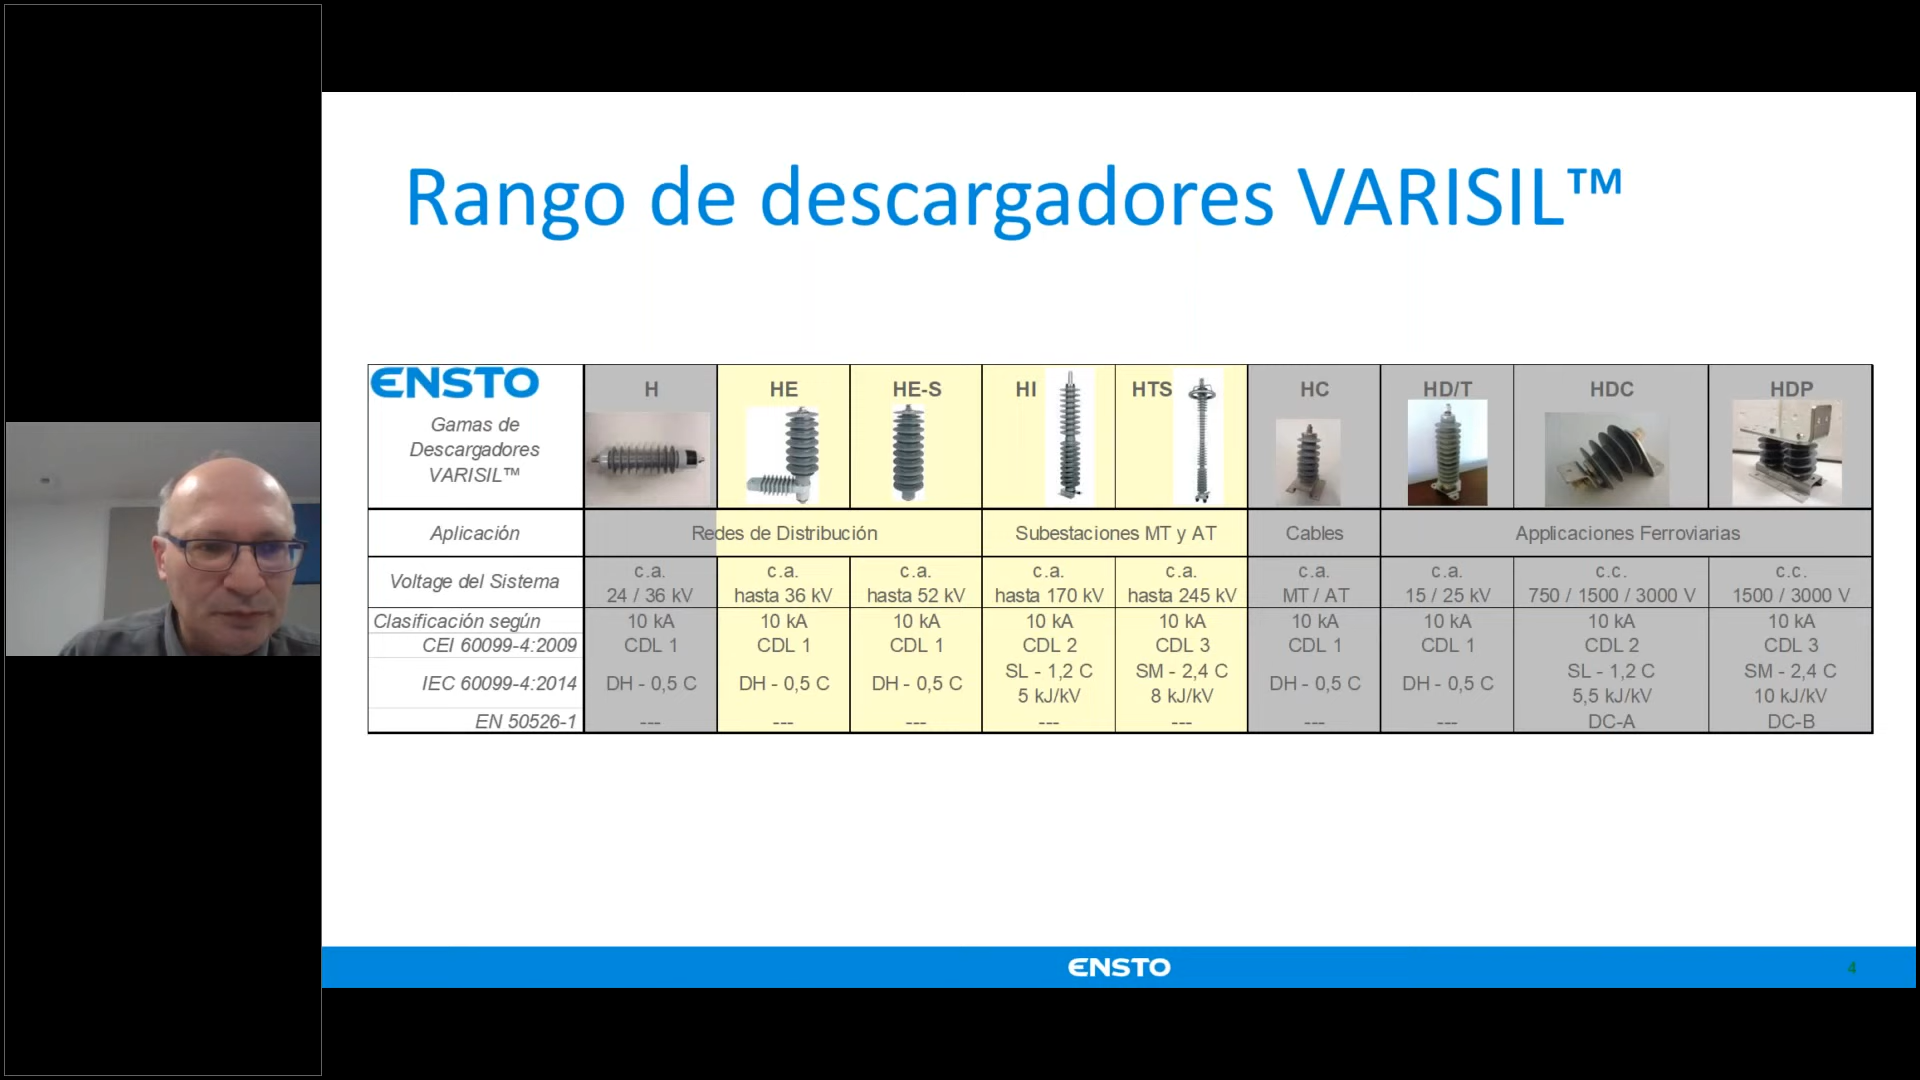 Rango de descargadores VARISIL™
ENSTO
Gamas de
Descargadores
VARISIL™
H HE HE-S HI HTS HC HD/T HDC HDP
Aplicación Redes de Distribución Subestaciones MT y AT Cables Applicaciones Ferroviarias
Voltage del Sistema
c.a. c.a. c.a. c.a. c.a. c.a. c.a. c.c. c.c.
24 / 36 kV hasta 36 kV hasta 52 kV hasta 170 kV hasta 245 kV MT / AT 15 / 25 kV 750 / 1500 / 3000 V 1500 / 3000 V
Clasificación según 10 kA 10 kA 10 kA 10 kA 10 kA 10 kA 10 kA 10 kA 10 kA
CEI 60099-4:2009 CDL 1 CDL 1 CDL 1 CDL 2 CDL 3 CDL 1 CDL 1 CDL 2 CDL 3
IEC 60099-4:2014 DH - 0,5 C DH - 0,5 C DH - 0,5 C SL - 1,2 C SM - 2,4 C DH - 0,5 C DH - 0,5 C SL - 1,2 C SM - 2,4 C
5 kJ/kV 8 kJ/kV 5,5 kJ/kV 10 kJ/kV
EN 50526-1 --- --- --- --- --- --- --- DC-A DC-B
ENSTO
4